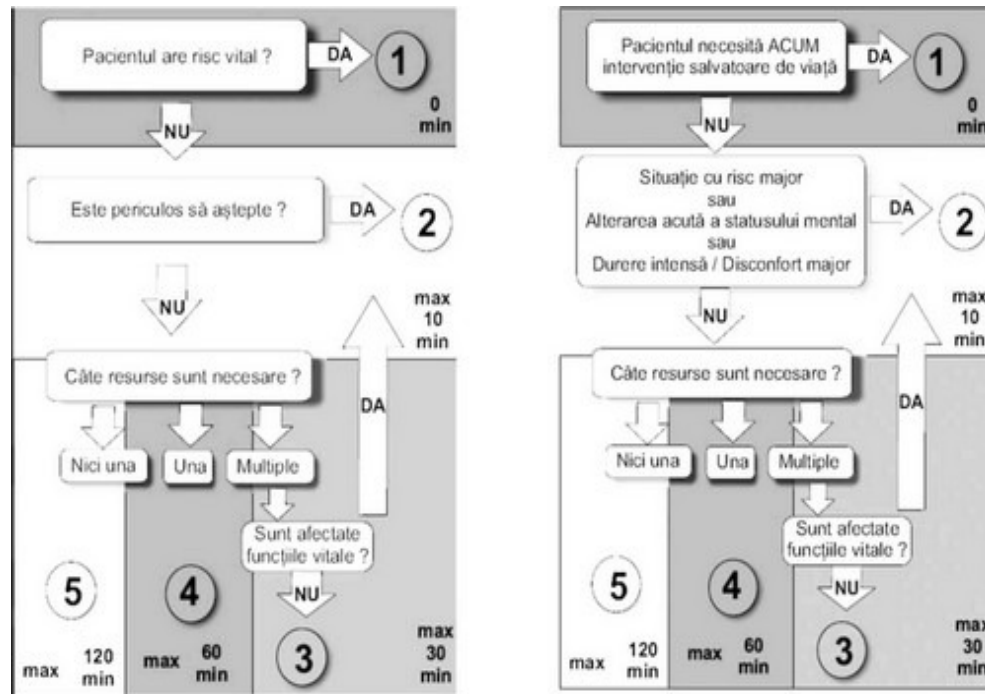 Pacientul are risc vital ?
DA
1
0
min
NU
Este periculos să aștepte ?
DA
2
NU
max
10
min
Câte resurse sunt necesare ?
DA
Nici una
Una
Multiple
Sunt afectate
funcțiile vitale ?
NU
5
4
3
max 120
min
max 60
min
max
30
min
Pacientul necesită ACUM
intervenție salvatoare de viață
DA
1
0
min
NU
Situație cu risc major
sau
Alterarea acută a statusului mental
sau
Durere intensă / Disconfort major
DA
2
NU
max
10
min
Câte resurse sunt necesare ?
DA
Nici una
Una
Multiple
Sunt afectate
funcțiile vitale ?
NU
5
4
3
max 120
min
max 60
min
max
30
min